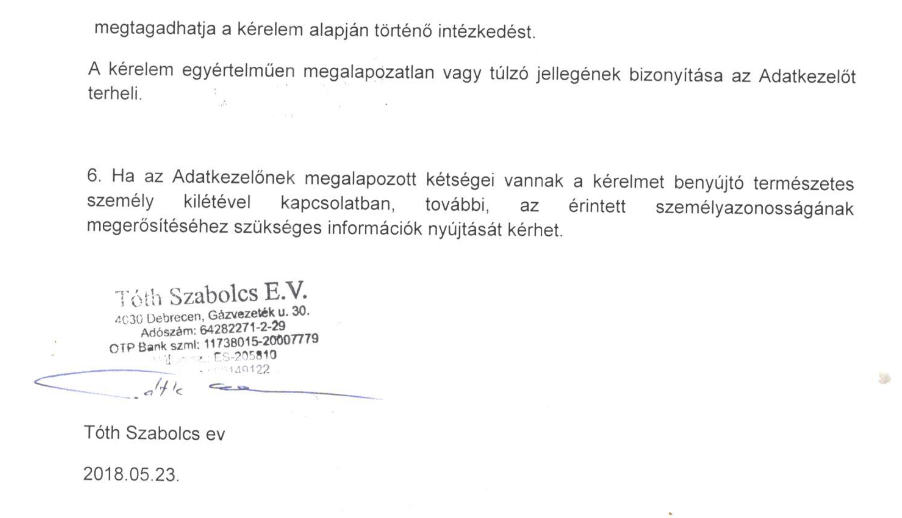 megtagadhatja a kérelem alapján történő intézkedést.
A kérelem egyértelműen megalapozatlan vagy túlzó jellegének bizonyítása az Adatkezelőt
terheli.
6. Ha az Adatkezelőnek megalapozott kétségei vannak a kérelmet benyújtó természetes
személy kilétével kapcsolatban, további, az érintett személyazonosságának
megerősítéséhez szükséges információk nyújtását kérhet.
Tóth Szabolcs E.V.
4030 Debrecen, Gázvezeték u. 30.
Adószám: 64282271-2-29
OTP Bank szml: 11738015-20007779
ES-205810
Tóth Szabolcs ev
2018.05.23.